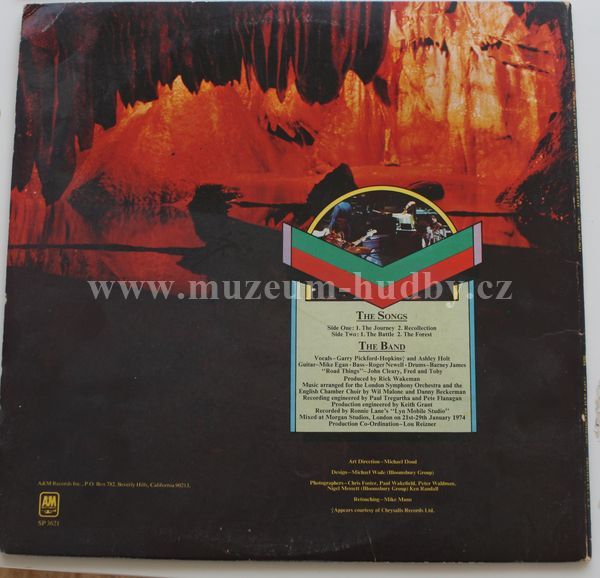 www.muzeum-hudby.cz
THE SONGS
Side One: 1. The Journey 2. Recollection
Side Two: 1. The Battle 2. The Forest
THE BAND
Vocals–Garry Pickford-Hopkins† and Ashley Holt
Guitar–Mike Egan • Bass–Roger Newell • Drums–Barney James
"Road Things"–John Cleary, Fred and Toby
Produced by Rick Wakeman
Music arranged for the London Symphony Orchestra and the
English Chamber Choir by Wil Malone and Danny Beckerman
Recording engineered by Paul Tregurtha and Pete Flanagan
Production engineered by Keith Grant
Recorded by Ronnie Lane's "Lyn Mobile Studio"
Mixed at Morgan Studios, London on 21st-29th January 1974
Production Co-Ordination–Lou Reizner
Art Direction–Michael Doud
Design–Michael Wade (Bloomsbury Group)
Photographers–Chris Foster, Paul Wakefield, Peter Waldman,
Nigel Messett (Bloomsbury Group) Ken Randall
Retouching–Mike Mann
†Appears courtesy of Chrysalis Records Ltd.
A&M Records Inc., P.O. Box 782, Beverly Hills, California 90213.
A&M
SP 3621